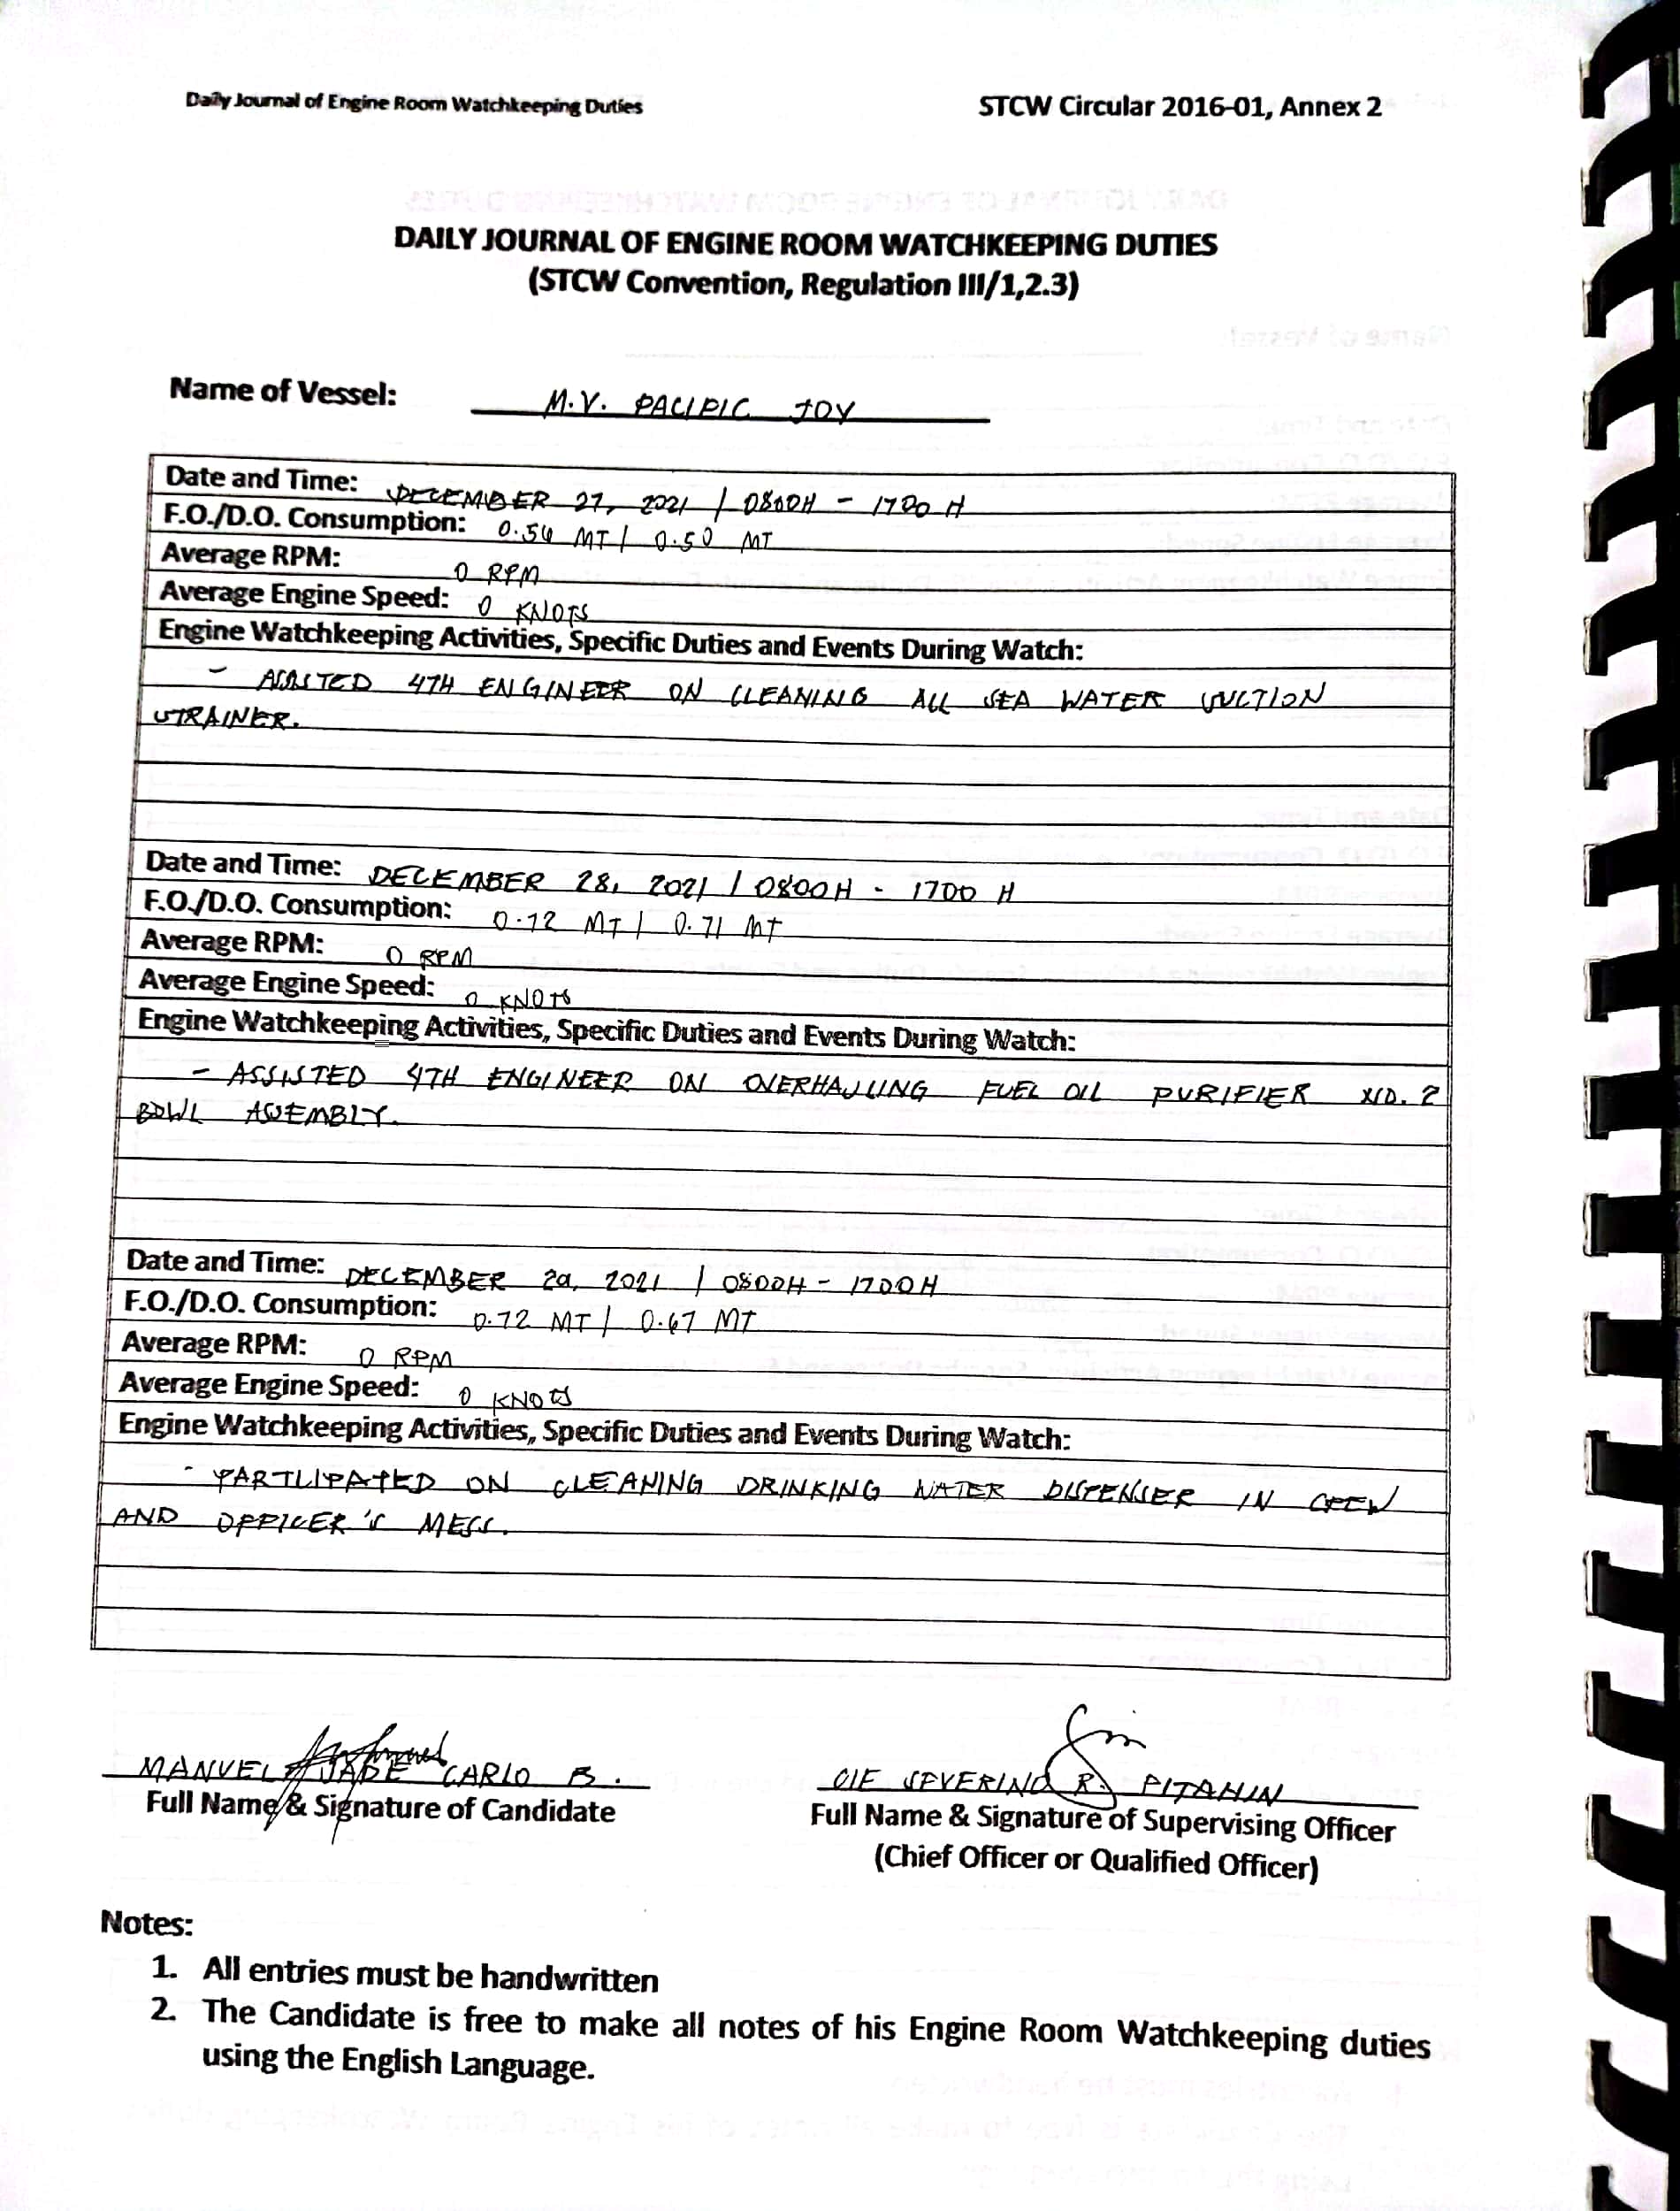 Daily Journal of Engine Room Watchkeeping Duties STCW Circular 2016-01, Annex 2
DAILY JOURNAL OF ENGINE ROOM WATCHKEEPING DUTIES
(STCW Convention, Regulation III/1,2.3)
Name of Vessel: M.V. PACIFIC JOY
Date and Time: DECEMBER 27, 2021 / 0800H - 1700 H
F.O./D.O. Consumption: 0.56 MT / 0.50 MT
Average RPM: 0 RPM
Average Engine Speed: 0 KNOTS
Engine Watchkeeping Activities, Specific Duties and Events During Watch:
- ASSISTED 4TH ENGINEER ON CLEANING ALL SEA WATER SUCTION
STRAINER.
Date and Time: DECEMBER 28, 2021 / 0800H - 1700 H
F.O./D.O. Consumption: 0.72 MT / 0.71 MT
Average RPM: 0 RPM
Average Engine Speed: 0 KNOTS
Engine Watchkeeping Activities, Specific Duties and Events During Watch:
- ASSISTED 4TH ENGINEER ON OVERHAULING FUEL OIL PURIFIER NO. 2
BOWL ASSEMBLY.
Date and Time: DECEMBER 29, 2021 / 0800H - 1700H
F.O./D.O. Consumption: 0.72 MT / 0.67 MT
Average RPM: 0 RPM
Average Engine Speed: 0 KNOTS
Engine Watchkeeping Activities, Specific Duties and Events During Watch:
- PARTICIPATED ON CLEANING DRINKING WATER DISPENSER IN CREW
AND OFFICER'S MESS.
MANUEL JADE CARLO B. SEVERINO R. PITAHIN
Full Name & Signature of Candidate Full Name & Signature of Supervising Officer
(Chief Officer or Qualified Officer)
Notes:
1. All entries must be handwritten
2. The Candidate is free to make all notes of his Engine Room Watchkeeping duties
using the English Language.